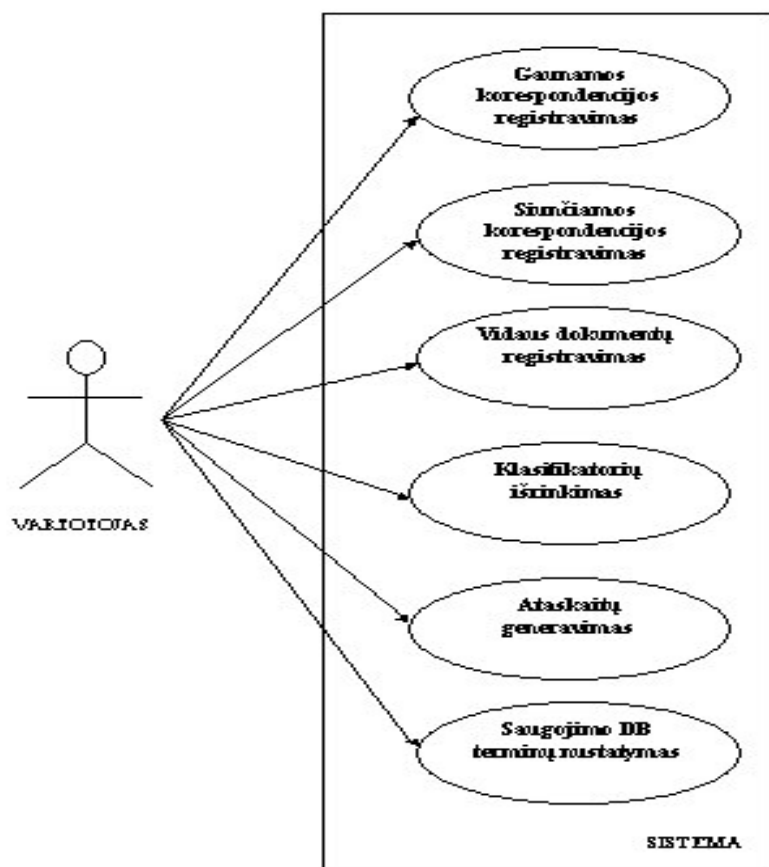 Gaunamos
korespondencijos
registravimas
Siunčiamos
korespondencijos
registravimas
Vidaus dokumentų
registravimas
Klasifikatorių
išrinkimas
VARTOTOJAS
Ataskaitų
generavimas
Saugojimo DB
terminų nustatymas
SISTEMA